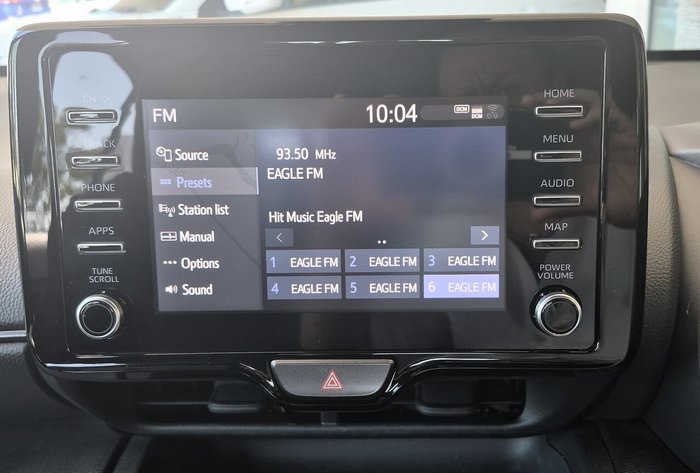 FM
10:04
DCM
DCM
CH >
< TRACK
PHONE
APPS
TUNE
SCROLL
Source
Presets
Station list
Manual
Options
Sound
93.50 MHz
EAGLE FM
Hit Music Eagle FM
<
>
1 EAGLE FM
2 EAGLE FM
3 EAGLE FM
4 EAGLE FM
5 EAGLE FM
6 EAGLE FM
HOME
MENU
AUDIO
MAP
POWER
VOLUME